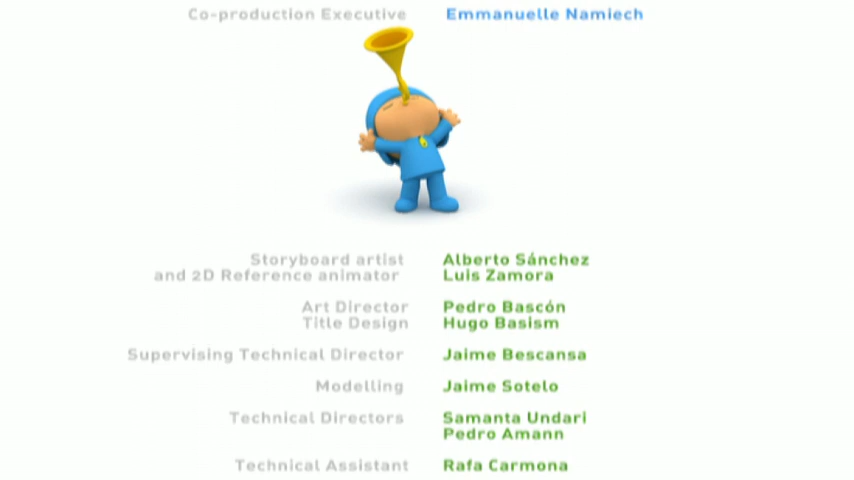 Co-production Executive Emmanuelle Namiech
Storyboard artist Alberto Sánchez
and 2D Reference animator Luis Zamora
Art Director Pedro Bascón
Title Design Hugo Basism
Supervising Technical Director Jaime Bescansa
Modelling Jaime Sotelo
Technical Directors Samanta Undari
Pedro Amann
Technical Assistant Rafa Carmona